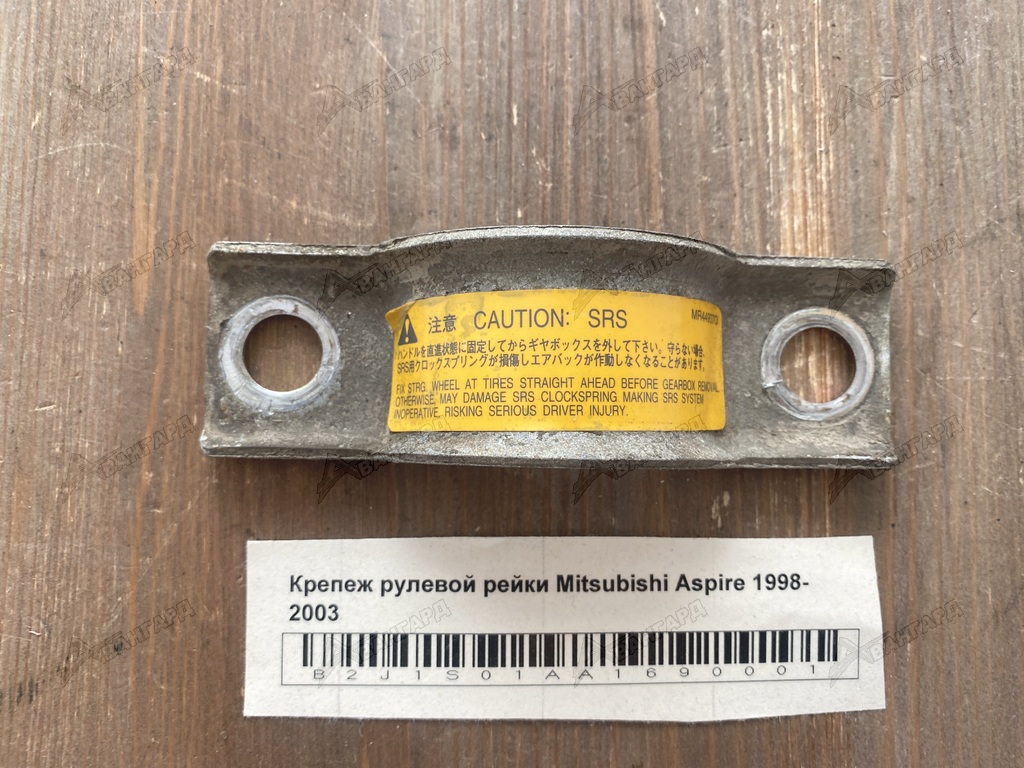 注意 CAUTION: SRS
ハンドルを直進状態に固定してからギヤボックスを外して下さい。守らない場合、
SRS用クロックスプリングが損傷しエアバックが作動しなくなることがあります。
FIX STRG. WHEEL AT TIRES STRAIGHT AHEAD BEFORE GEARBOX REMOVAL.
OTHERWISE, MAY DAMAGE SRS CLOCKSPRING MAKING SRS SYSTEM
INOPERATIVE, RISKING SERIOUS DRIVER INJURY.
Крепеж рулевой рейки Mitsubishi Aspire 1998-
2003
B2J1S01AA1690001
АВАНГАРД